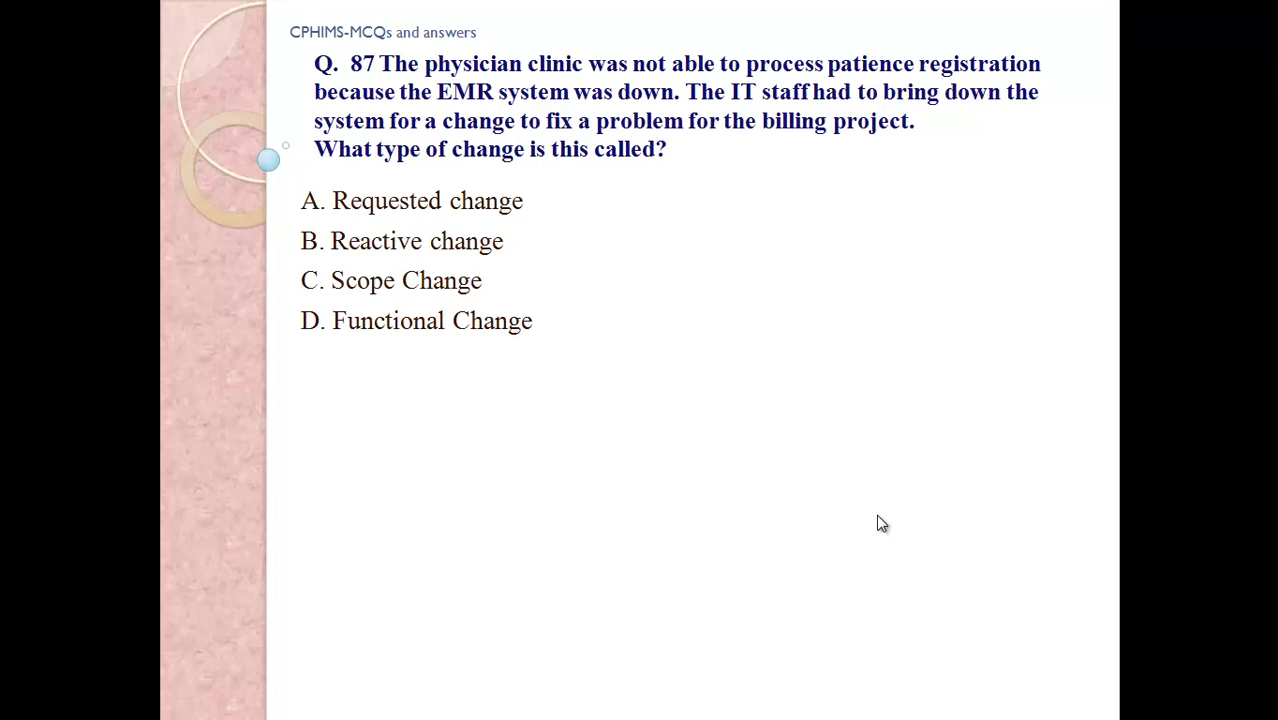 CPHIMS-MCQs and answers
Q. 87 The physician clinic was not able to process patience registration
because the EMR system was down. The IT staff had to bring down the
system for a change to fix a problem for the billing project.
What type of change is this called?
A. Requested change
B. Reactive change
C. Scope Change
D. Functional Change